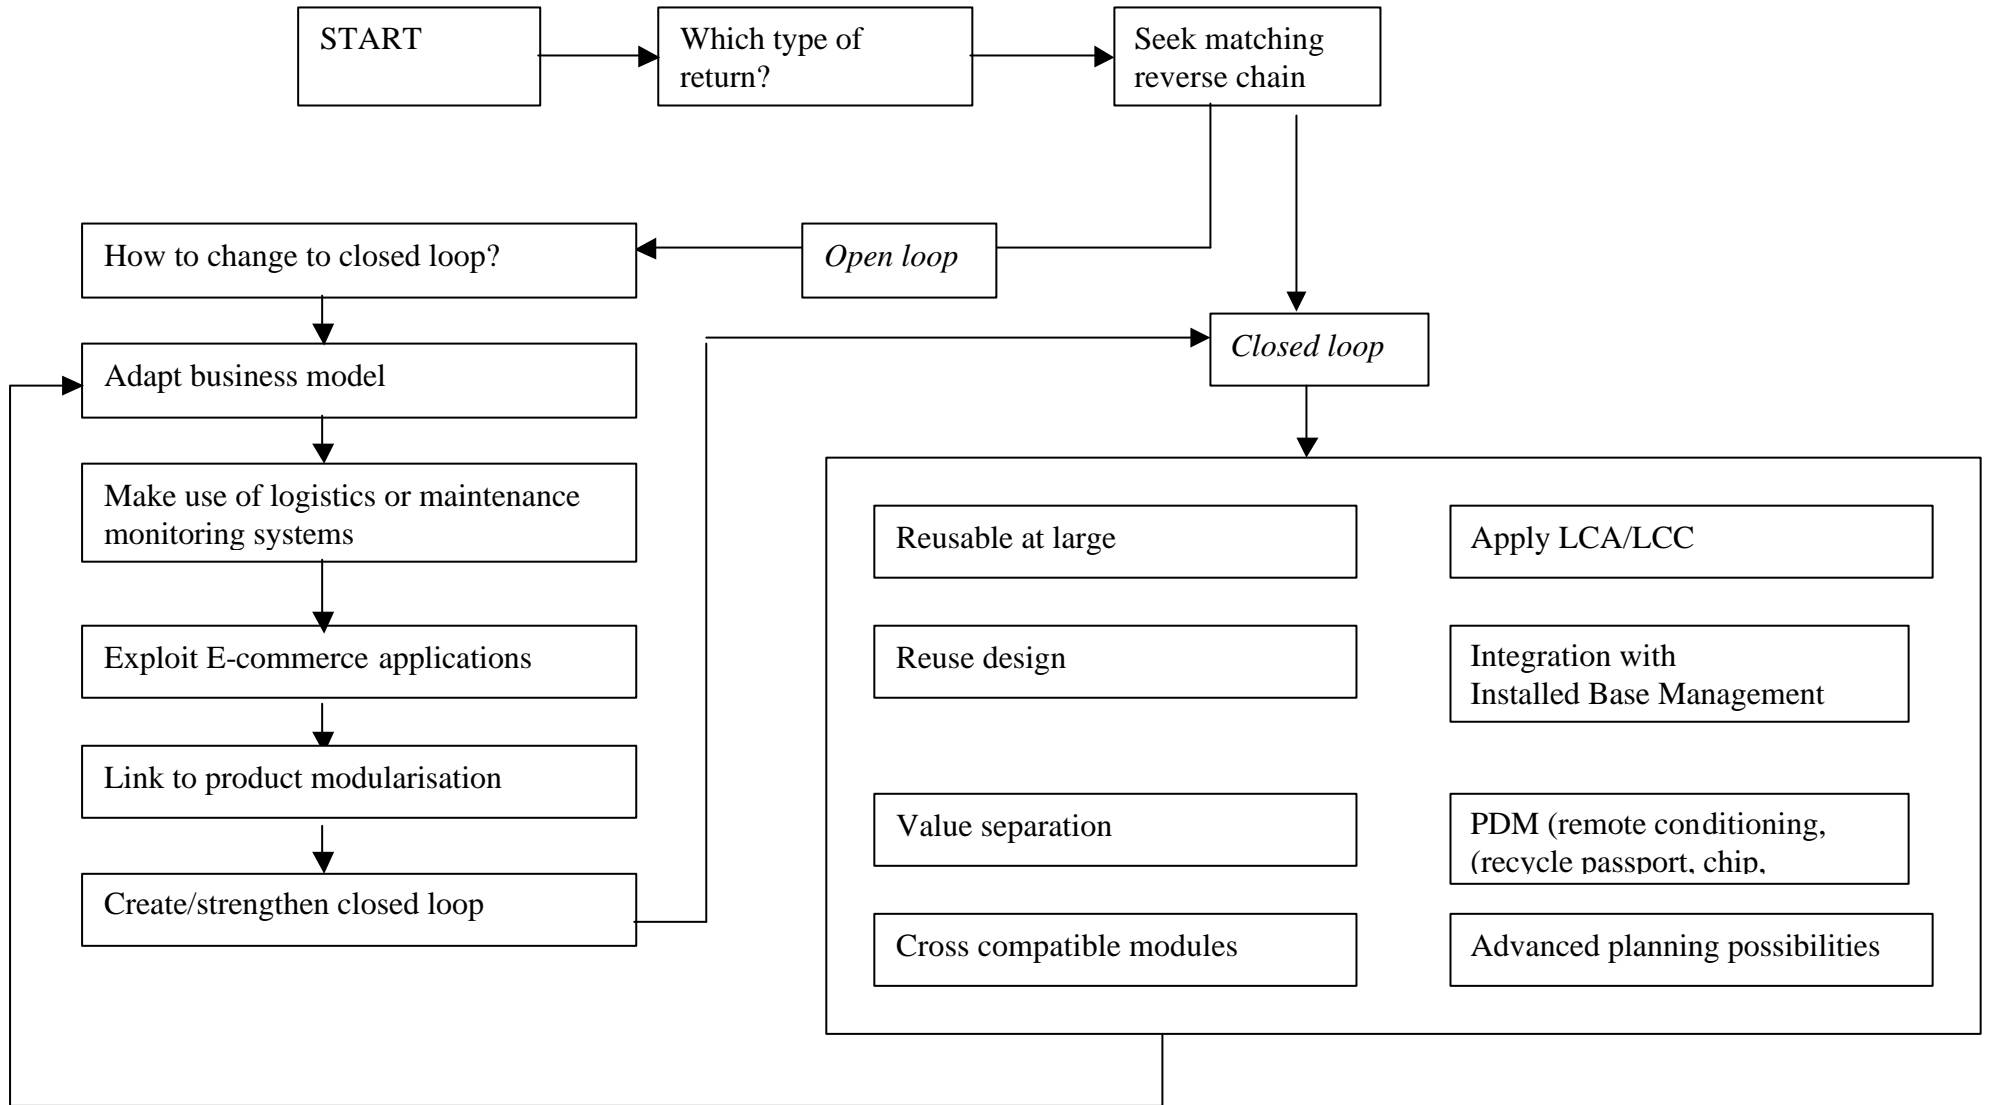 START
Which type of
return?
Seek matching
reverse chain
How to change to closed loop?
Open loop
Closed loop
Adapt business model
Make use of logistics or maintenance
monitoring systems
Exploit E-commerce applications
Link to product modularisation
Create/strengthen closed loop
Reusable at large
Apply LCA/LCC
Reuse design
Integration with
Installed Base Management
Value separation
PDM (remote conditioning,
(recycle passport, chip,
Cross compatible modules
Advanced planning possibilities